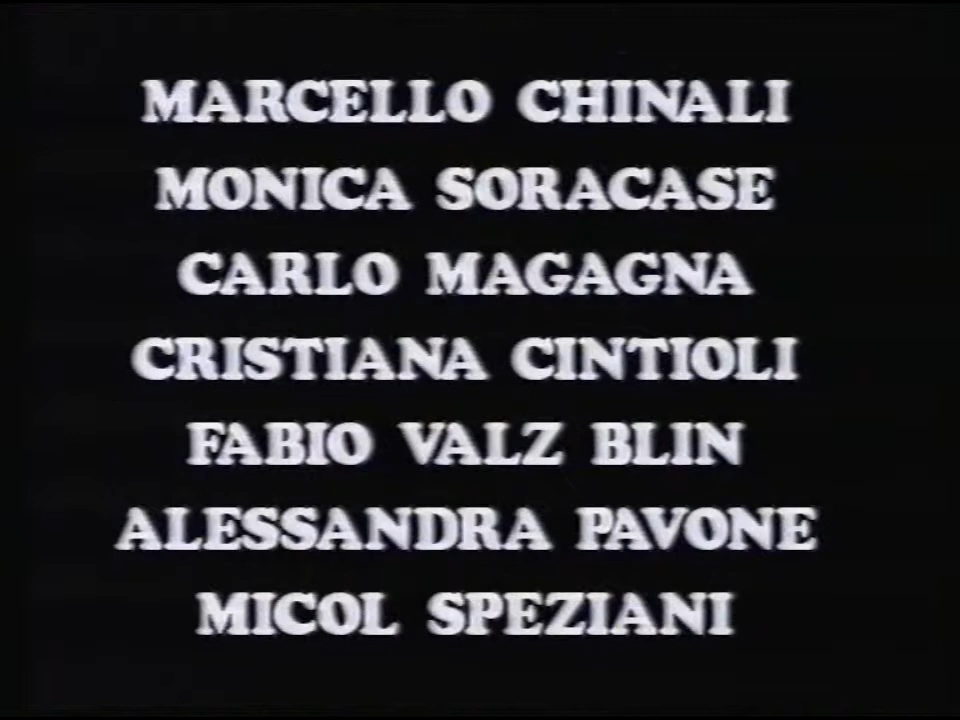 MARCELLO CHINALI
MONICA SORACASE
CARLO MAGAGNA
CRISTIANA CINTIOLI
FABIO VALZ BLIN
ALESSANDRA PAVONE
MICOL SPEZIANI